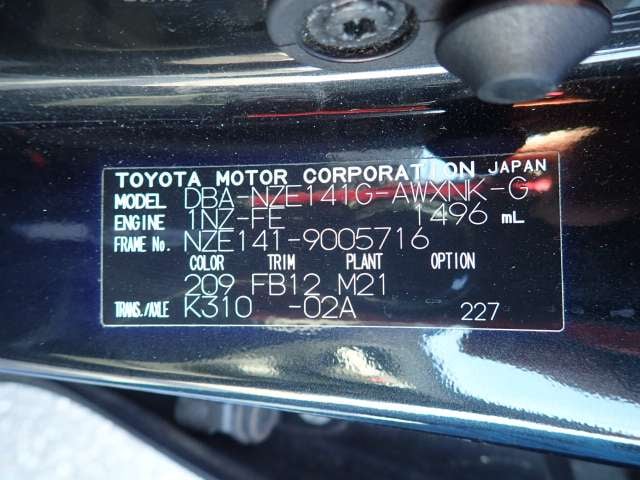 TOYOTA MOTOR CORPORATION JAPAN
MODEL DBA-NZE141G-AWXNK-G
ENGINE 1NZ-FE 1496 mL
FRAME No. NZE141-9005716
COLOR TRIM PLANT OPTION
209 FB12 M21
TRANS./AXLE K310 -02A 227